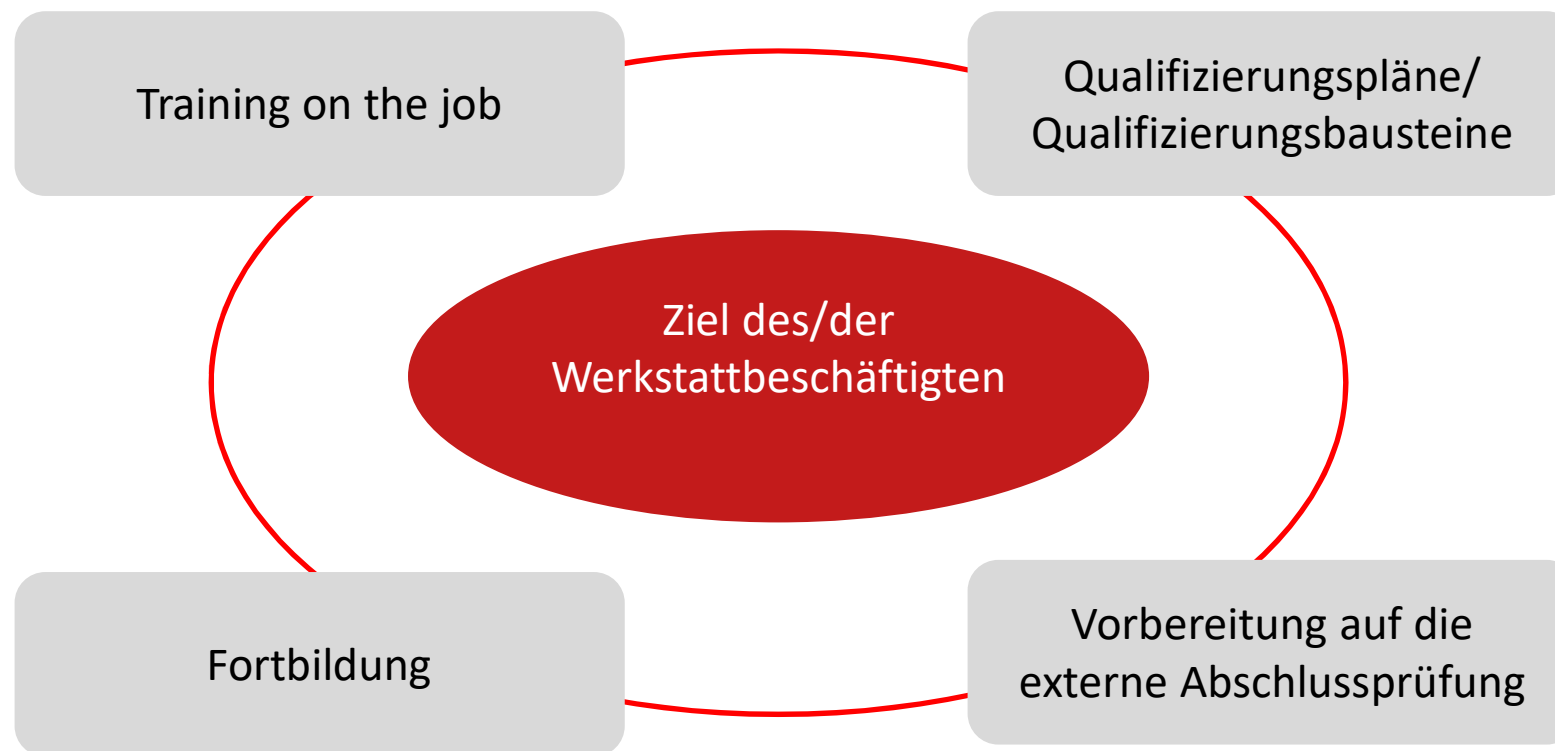 Training on the job
Qualifizierungspläne/
Qualifizierungsbausteine
Ziel des/der
Werkstattbeschäftigten
Fortbildung
Vorbereitung auf die
externe Abschlussprüfung